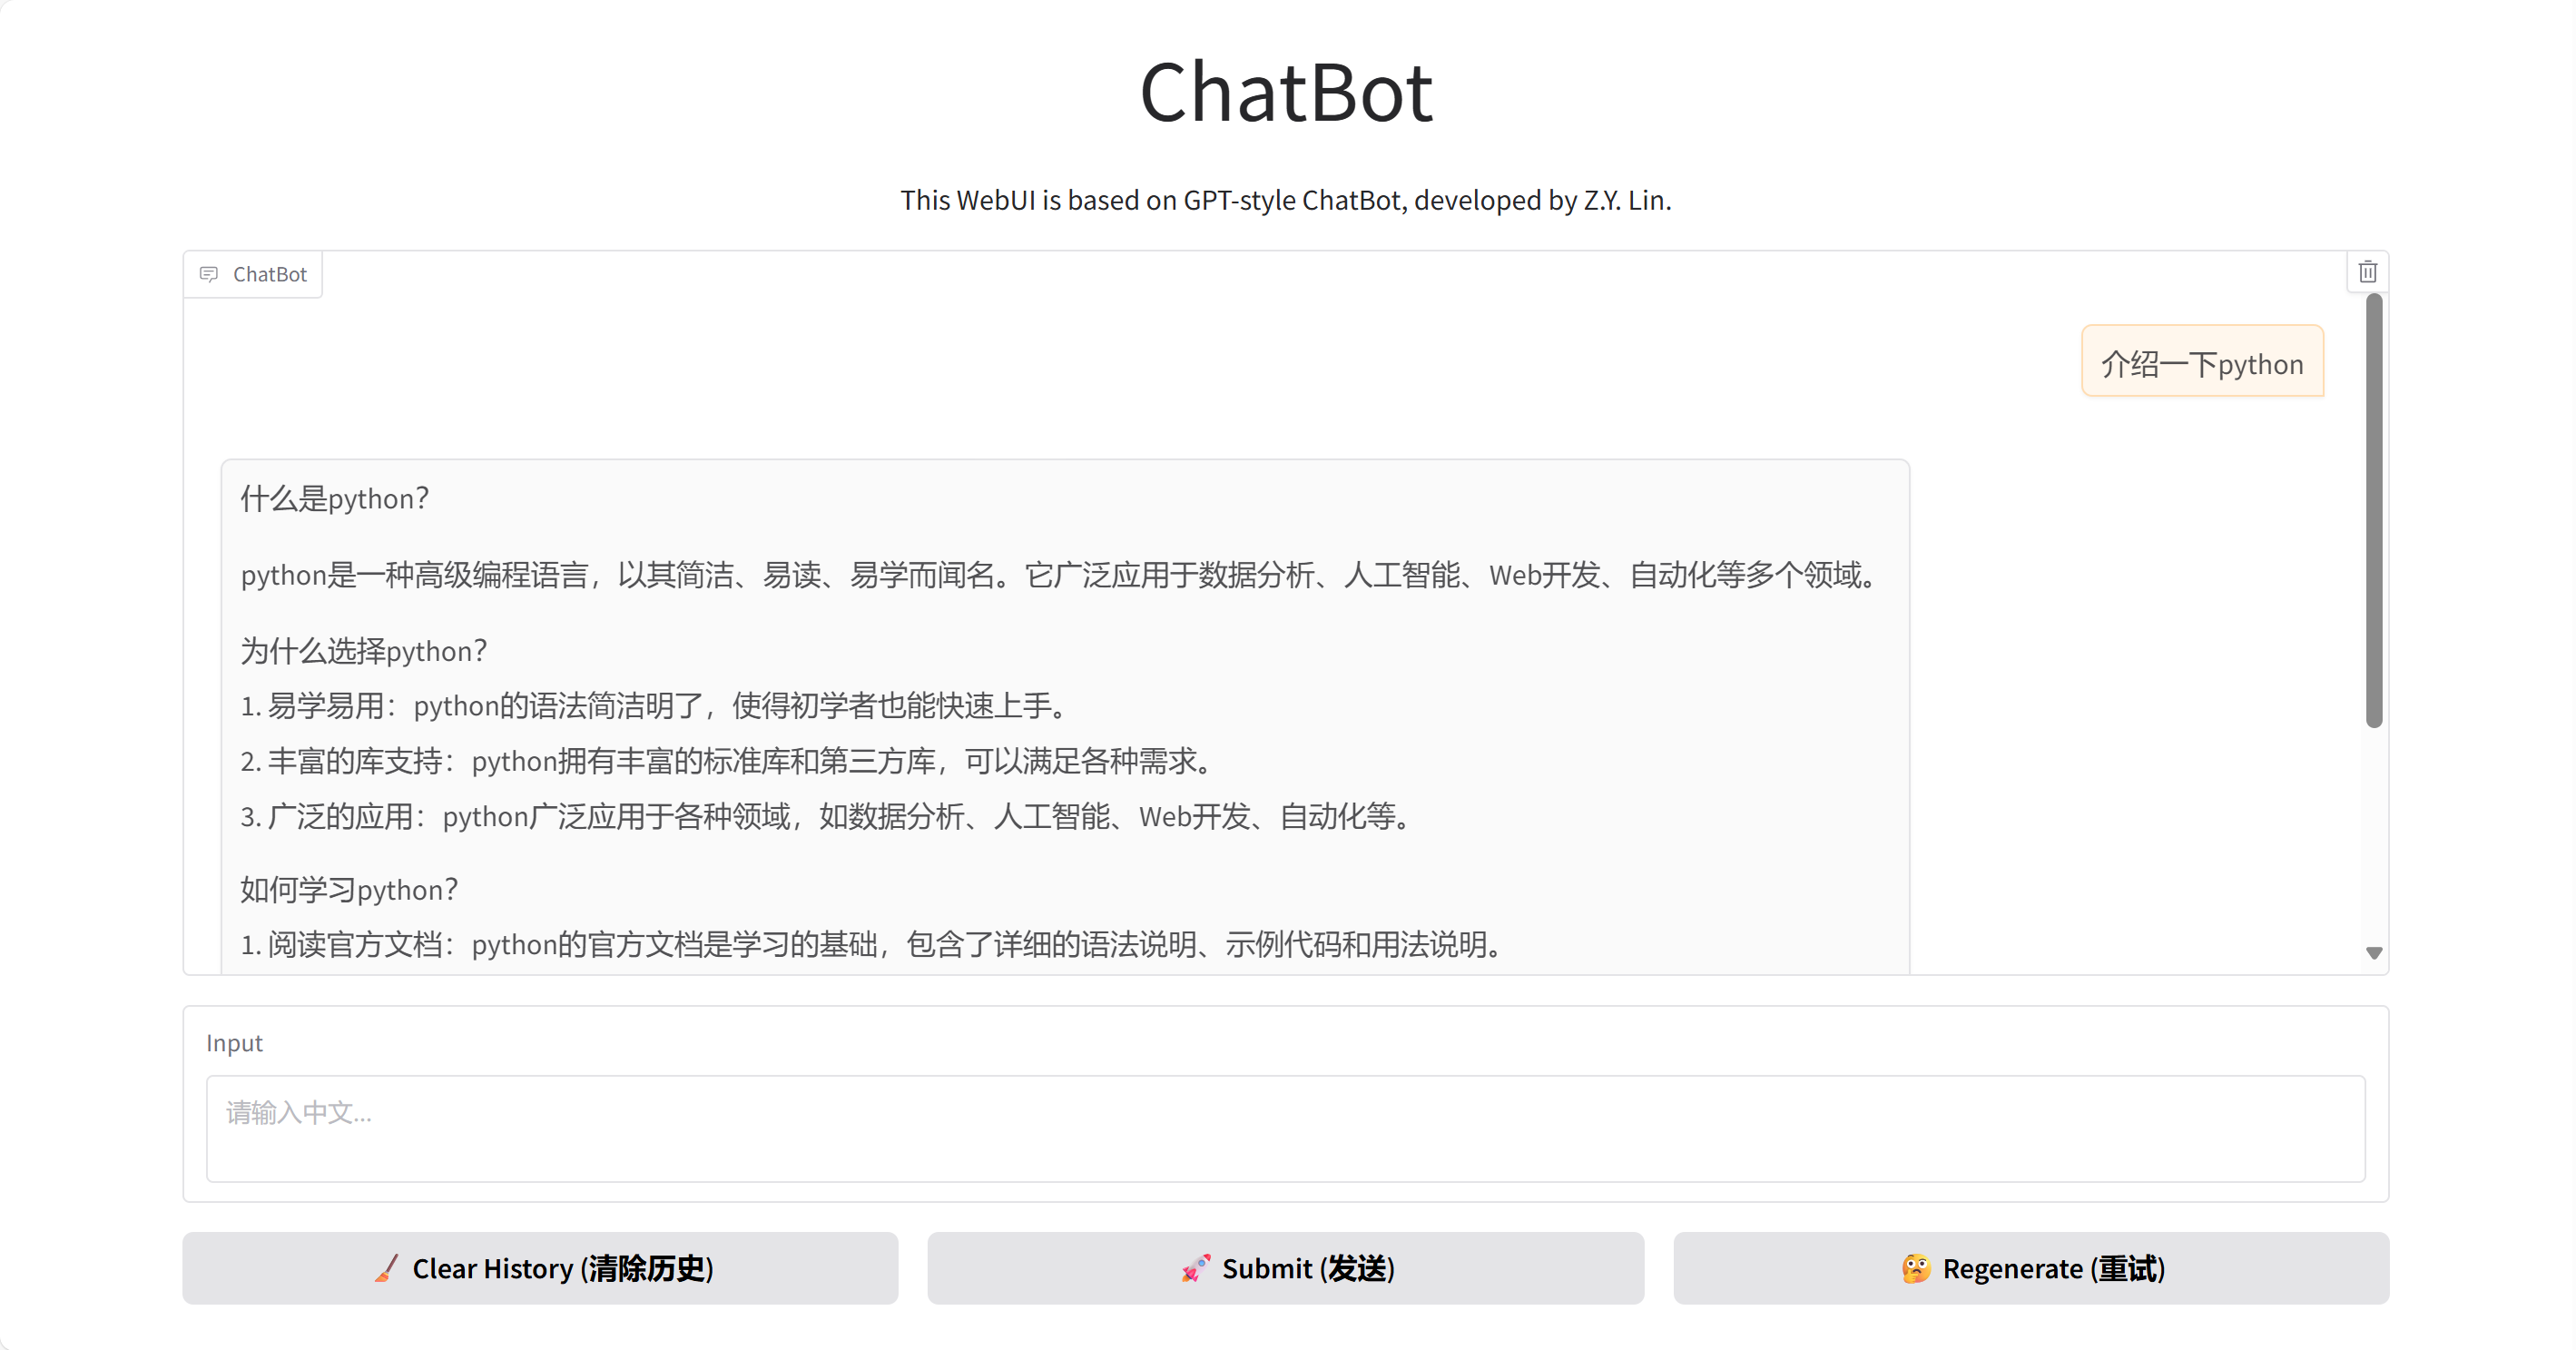 ChatBot
This WebUI is based on GPT-style ChatBot, developed by Z.Y. Lin.
ChatBot
介绍一下python
什么是python？
python是一种高级编程语言，以其简洁、易读、易学而闻名。它广泛应用于数据分析、人工智能、Web开发、自动化等多个领域。
为什么选择python？
1. 易学易用：python的语法简洁明了，使得初学者也能快速上手。
2. 丰富的库支持：python拥有丰富的标准库和第三方库，可以满足各种需求。
3. 广泛的应用：python广泛应用于各种领域，如数据分析、人工智能、Web开发、自动化等。
如何学习python？
1. 阅读官方文档：python的官方文档是学习的基础，包含了详细的语法说明、示例代码和用法说明。
Input
请输入中文...
Clear History (清除历史)
Submit (发送)
Regenerate (重试)